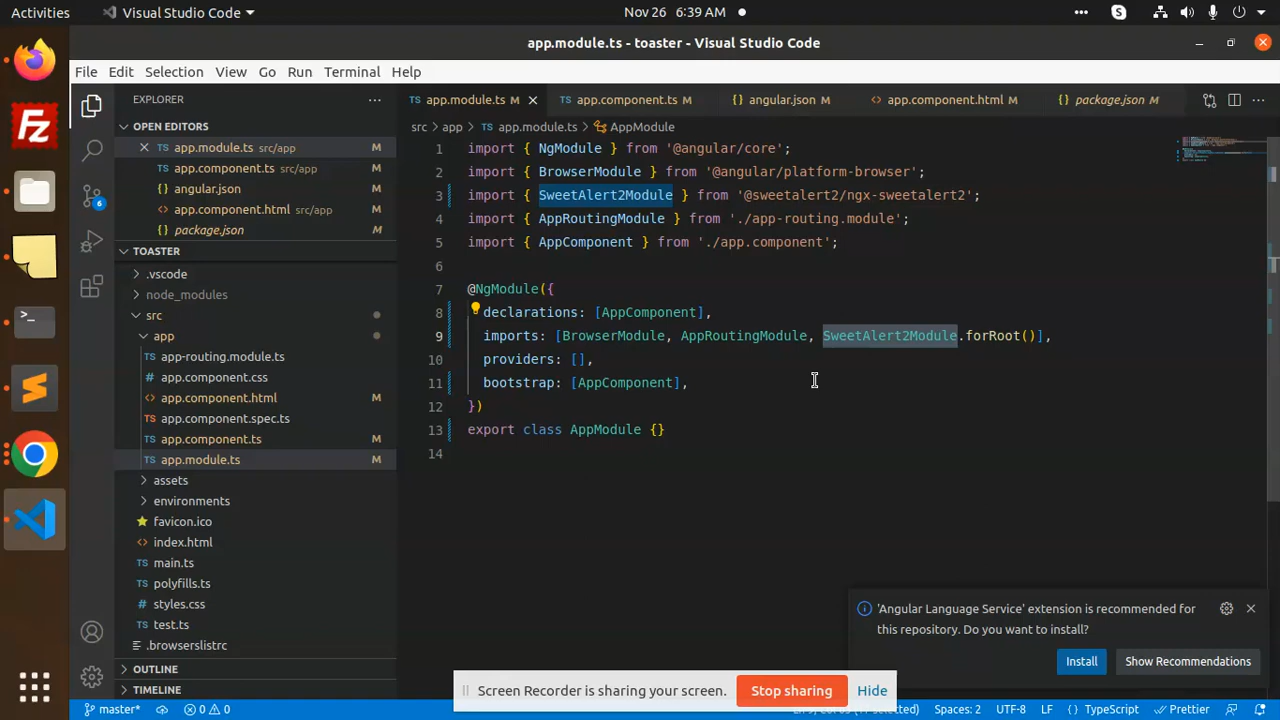 Activities Visual Studio Code Nov 26 6:39 AM
app.module.ts - toaster - Visual Studio Code
File Edit Selection View Go Run Terminal Help
EXPLORER
OPEN EDITORS
app.module.ts src/app M
app.component.ts src/app M
angular.json M
app.component.html src/app M
package.json M
TOASTER
.vscode
node_modules
src
app
app-routing.module.ts
app.component.css
app.component.html M
app.component.spec.ts
app.component.ts M
app.module.ts M
assets
environments
favicon.ico
index.html
main.ts
polyfills.ts
styles.css
test.ts
.browserslistrc
OUTLINE
TIMELINE
TS app.module.ts M TS app.component.ts M angular.json M app.component.html M package.json M
src > app > TS app.module.ts > AppModule
1 import { NgModule } from '@angular/core';
2 import { BrowserModule } from '@angular/platform-browser';
3 import { SweetAlert2Module } from '@sweetalert2/ngx-sweetalert2';
4 import { AppRoutingModule } from './app-routing.module';
5 import { AppComponent } from './app.component';
6
7 @NgModule({
8 declarations: [AppComponent],
9 imports: [BrowserModule, AppRoutingModule, SweetAlert2Module.forRoot()],
10 providers: [],
11 bootstrap: [AppComponent],
12 })
13 export class AppModule {}
14
'Angular Language Service' extension is recommended for
this repository. Do you want to install?
Install Show Recommendations
Screen Recorder is sharing your screen. Stop sharing Hide
master* 0 0 Spaces: 2 UTF-8 LF TypeScript Prettier